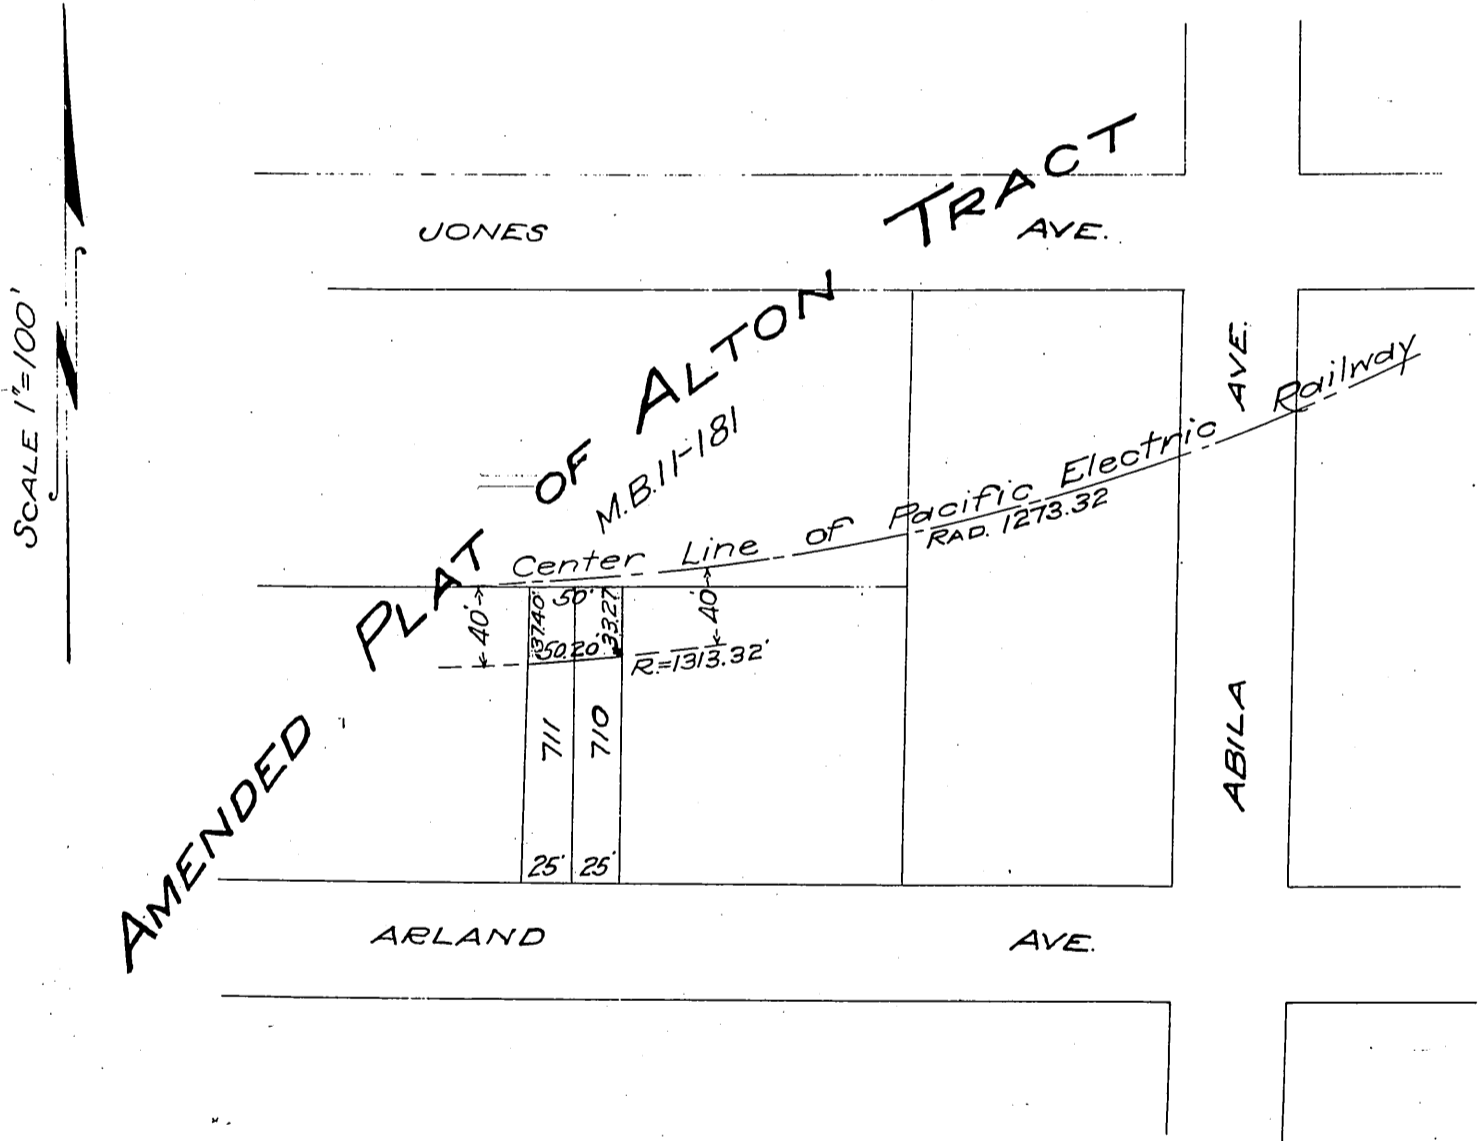 SCALE 1"=100'
AMENDED PLAT OF ALTON TRACT
M.B.11-181
JONES AVE.
Center Line of Pacific Electric Railway
RAD. 1273.32
40'
37.40'
50'
33.27
40'
50.20'
R.=1313.32'
711
710
25'
25'
ABILA AVE.
ARLAND AVE.